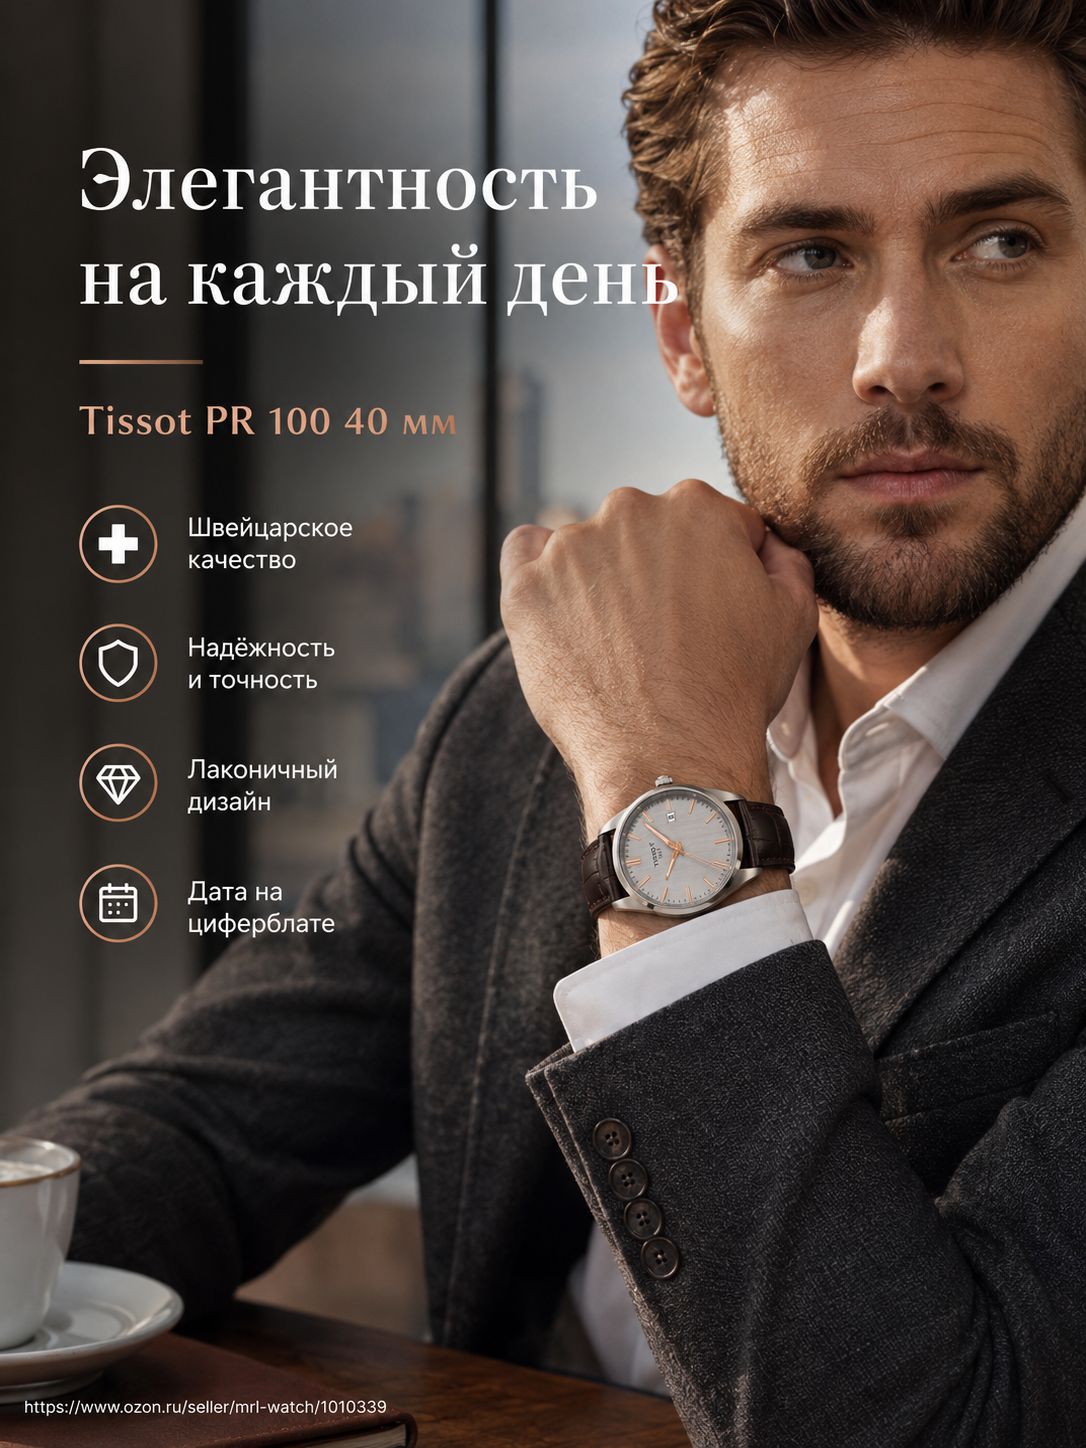 Элегантность
на каждый день
Tissot PR 100 40 мм
Швейцарское
качество
Надёжность
и точность
Лаконичный
дизайн
Дата на
циферблате
TISSOT
https://www.ozon.ru/seller/mrl-watch/1010339